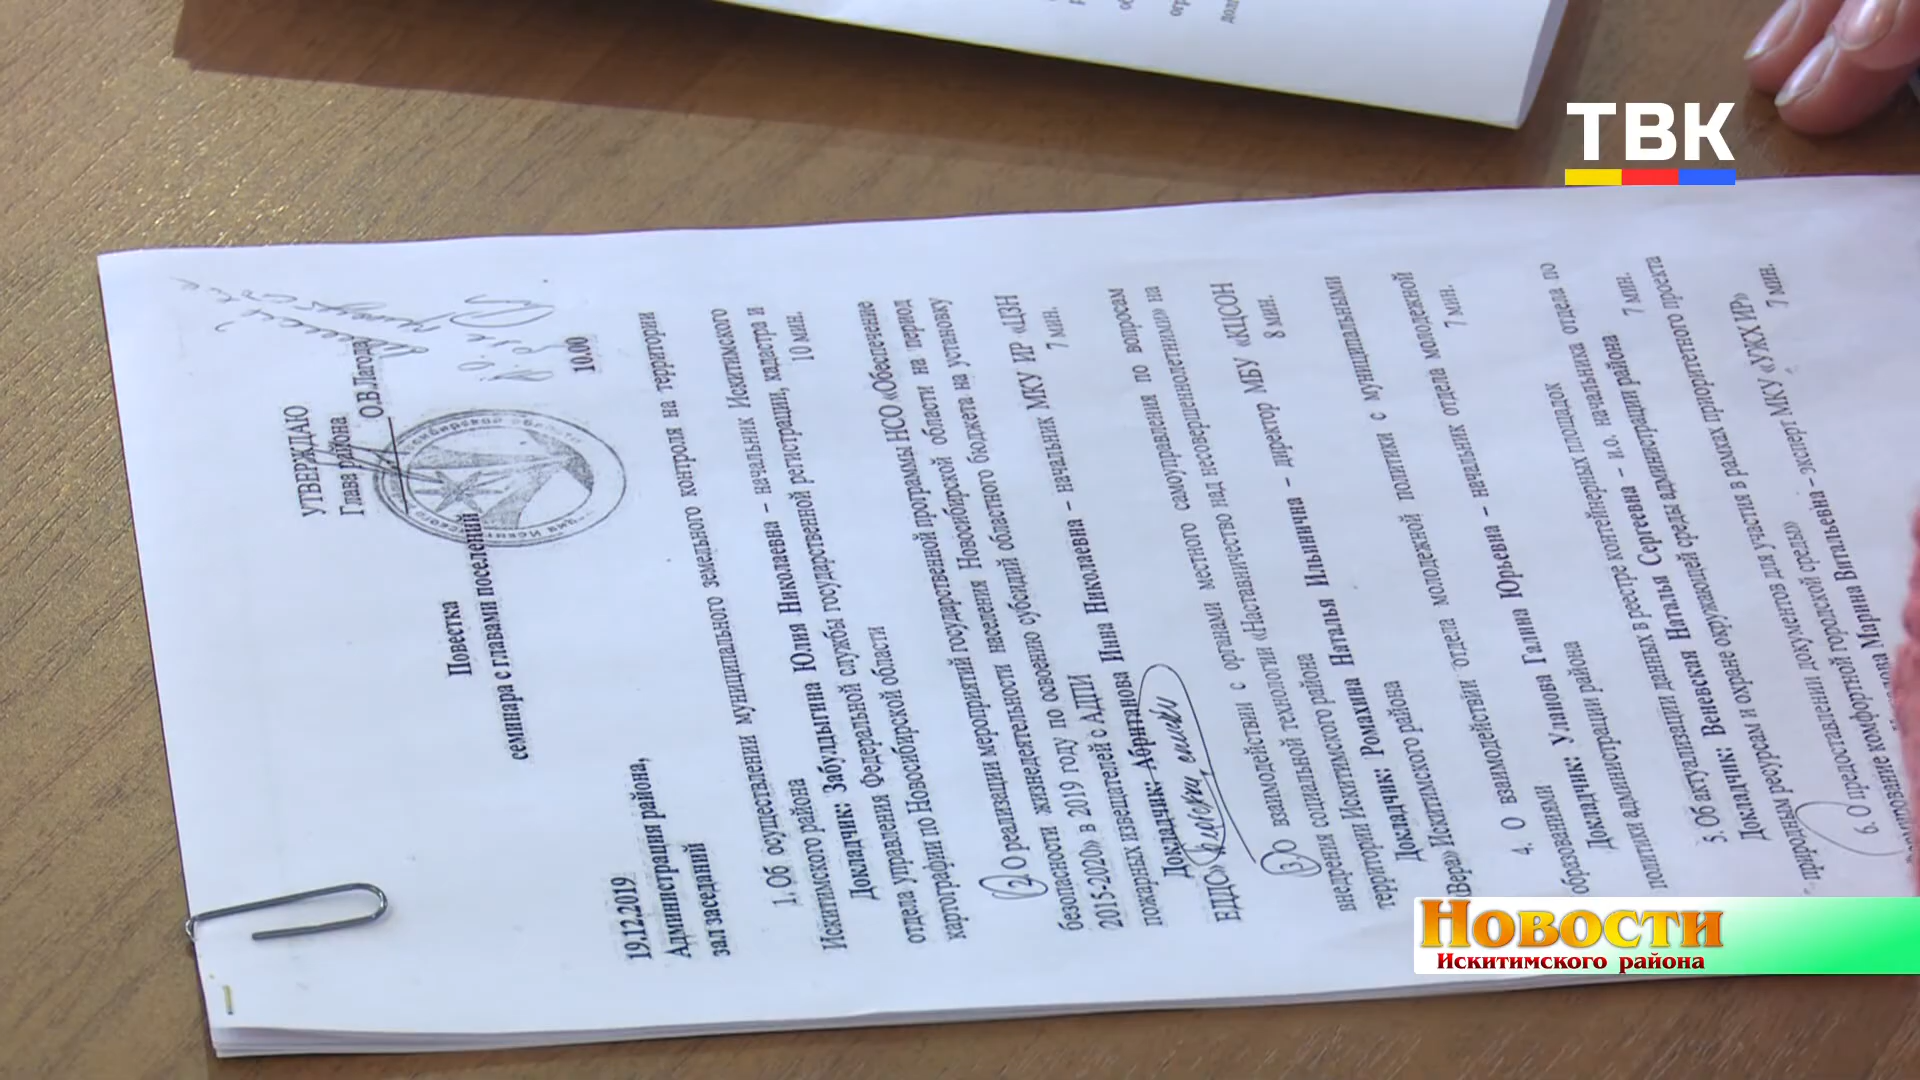 УТВЕРЖДАЮ
Глава района
О.В.Лагода
Повестка
семинара с главами поселений
19.12.2019
10.00
Администрация района,
зал заседаний
1. Об осуществлении муниципального земельного контроля на территории
Искитимского района
Докладчик: Забуцыгина Юлия Николаевна – начальник Искитимского
отдела управления Федеральной службы государственной регистрации, кадастра и
картографии по Новосибирской области
10 мин.
2. О реализации мероприятий государственной программы НСО «Обеспечение
безопасности жизнедеятельности населения Новосибирской области на период
2015-2020» в 2019 году по освоению субсидий областного бюджета на установку
пожарных извещателей с АДПИ
Докладчик: Абританова Инна Николаевна – начальник МКУ ИР «ЦЗН
ЕДДС»
7 мин.
3. О взаимодействии с органами местного самоуправления по вопросам
внедрения социальной технологии «Наставничество над несовершеннолетними» на
территории Искитимского района
Докладчик: Ромахина Наталья Ильинична – директор МБУ «КЦСОН
«Вера» Искитимского района
8 мин.
4. О взаимодействии отдела молодежной политики с муниципальными
образованиями
Докладчик: Улашова Галина Юрьевна – начальник отдела молодежной
политики администрации района
7 мин.
5. Об актуализации данных в реестре контейнерных площадок
Докладчик: Веневская Наталья Сергеевна – и.о. начальника отдела по
природным ресурсам и охране окружающей среды администрации района
7 мин.
6. О предоставлении документов для участия в рамках приоритетного проекта
комфортной городской среды»
Марина Витальевна – эксперт МКУ «УЖХ ИР»
7 мин.
ТВК
Новости
Искитимского района